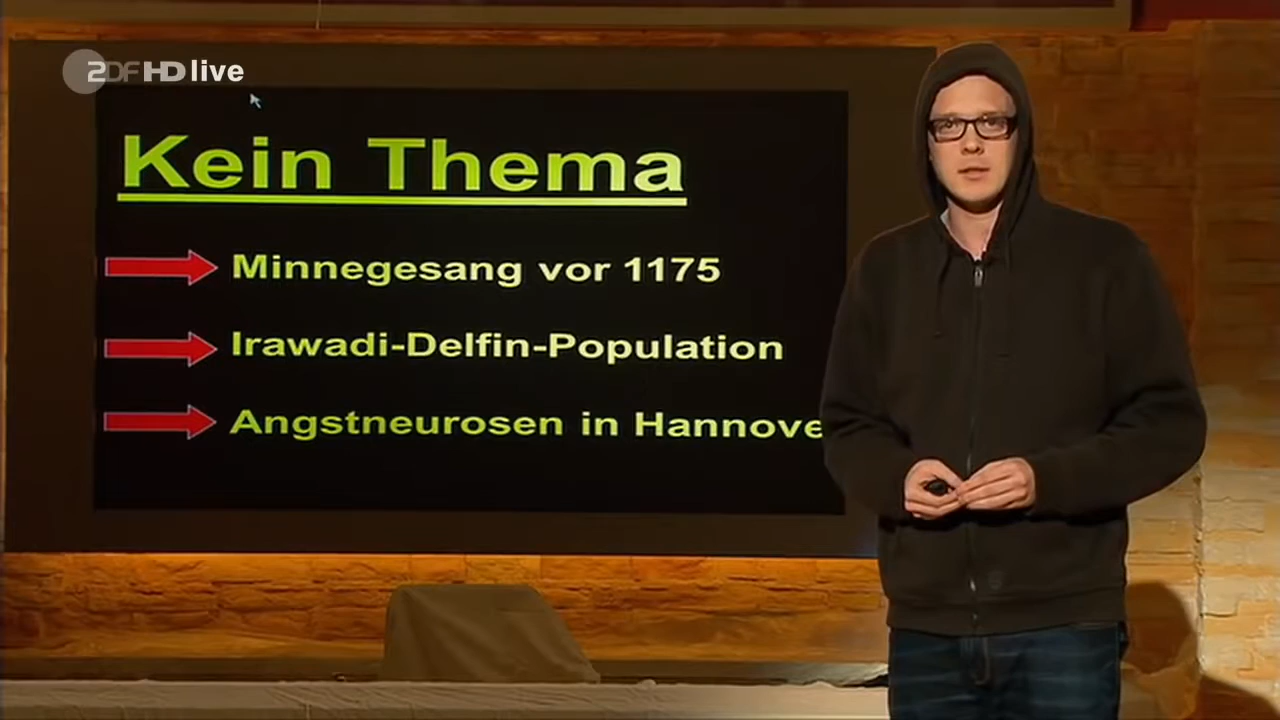 ZDF HD live
Kein Thema
Minnegesang vor 1175
Irawadi-Delfin-Population
Angstneurosen in Hannove